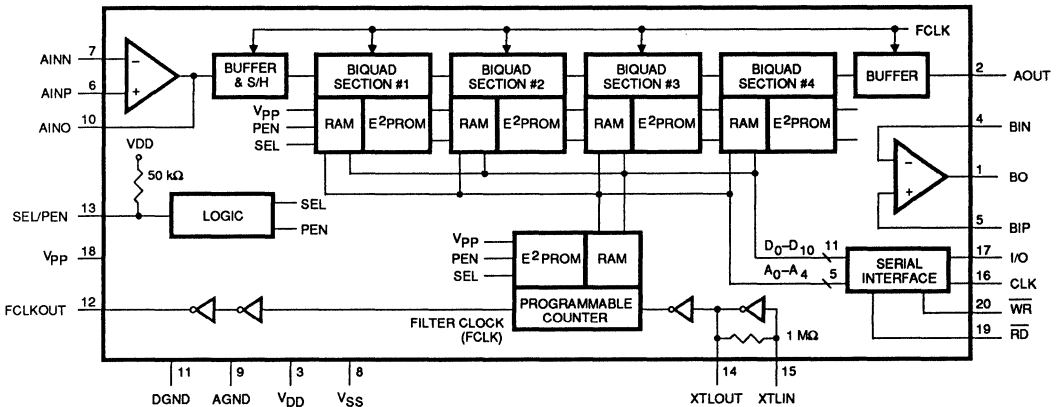 FCLK
7
AINN
AINP
6
AINO
10
BUFFER
& S/H
BIQUAD
SECTION #1
BIQUAD
SECTION #2
BIQUAD
SECTION #3
BIQUAD
SECTION #4
BUFFER
2
AOUT
VPP
PEN
SEL
RAM
E²PROM
RAM
E²PROM
RAM
E²PROM
RAM
E²PROM
4
BIN
1
BO
5
BIP
VDD
50 kΩ
13
SEL/PEN
LOGIC
SEL
PEN
18
VPP
VPP
PEN
SEL
E²PROM
RAM
PROGRAMMABLE
COUNTER
FILTER CLOCK
(FCLK)
D0–D10
11
A0–A4
5
SERIAL
INTERFACE
17
I/O
16
CLK
20
WR
19
RD
12
FCLKOUT
1 MΩ
11
9
3
8
14
15
DGND
AGND
VDD
VSS
XTLOUT
XTLIN